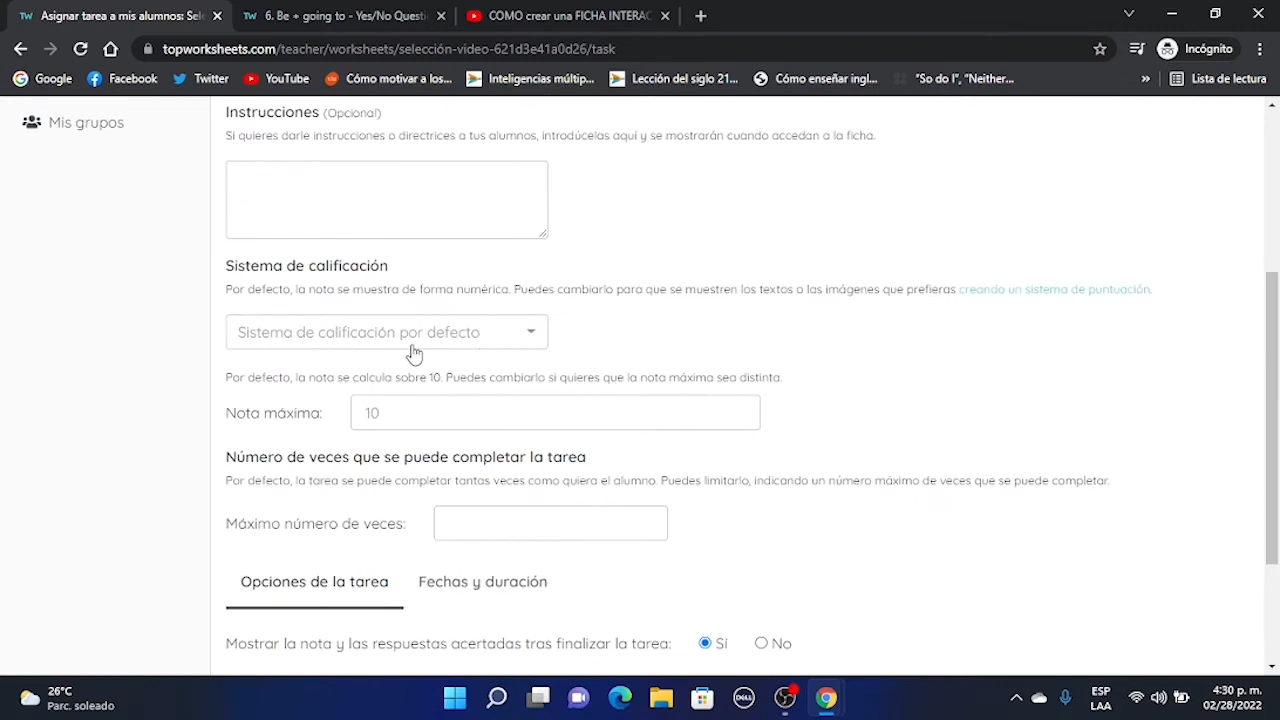 Asignar tarea a mis alumnos: Sele
6. Be + going to - Yes/No Questi
COMO crear una FICHA INTERAC
topworksheets.com/teacher/worksheets/selección-video-621d3e41a0d26/task
Incógnito
Google
Facebook
Twitter
YouTube
Cómo motivar a los...
Inteligencias múltip...
Lección del siglo 21...
Cómo enseñar ingl...
"So do I", "Neither...
»
Lista de lectura
Mis grupos
Instrucciones (Opcional)
Si quieres darle instrucciones o directrices a tus alumnos, introdúcelas aquí y se mostrarán cuando accedan a la ficha.
Sistema de calificación
Por defecto, la nota se muestra de forma numérica. Puedes cambiarlo para que se muestren los textos o las imágenes que prefieras creando un sistema de puntuación.
Sistema de calificación por defecto
Por defecto, la nota se calcula sobre 10. Puedes cambiarlo si quieres que la nota máxima sea distinta.
Nota máxima: 10
Número de veces que se puede completar la tarea
Por defecto, la tarea se puede completar tantas veces como quiera el alumno. Puedes limitarlo, indicando un número máximo de veces que se puede completar.
Máximo número de veces:
Opciones de la tarea Fechas y duración
Mostrar la nota y las respuestas acertadas tras finalizar la tarea: Sí No
26°C
Parc. soleado
DELL
ESP
LAA
4:30 p. m.
02/28/2022